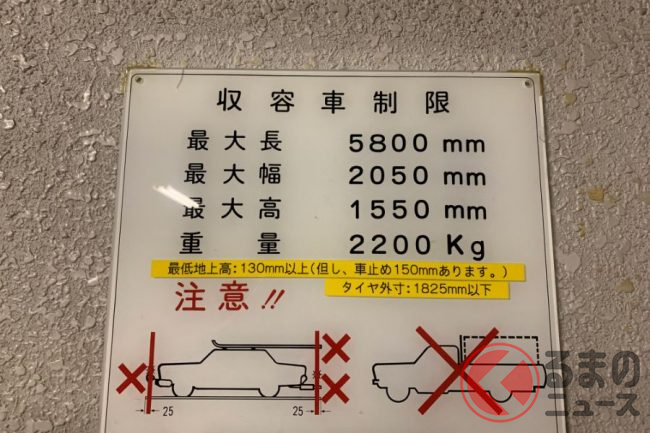 収容車制限
最大長 5800 mm
最大幅 2050 mm
最大高 1550 mm
重量 2200 Kg
最低地上高:130mm以上(但し、車止め150mmあります。)
タイヤ外寸:1825mm以下
注意!!
25 25
くるまの
ニュース